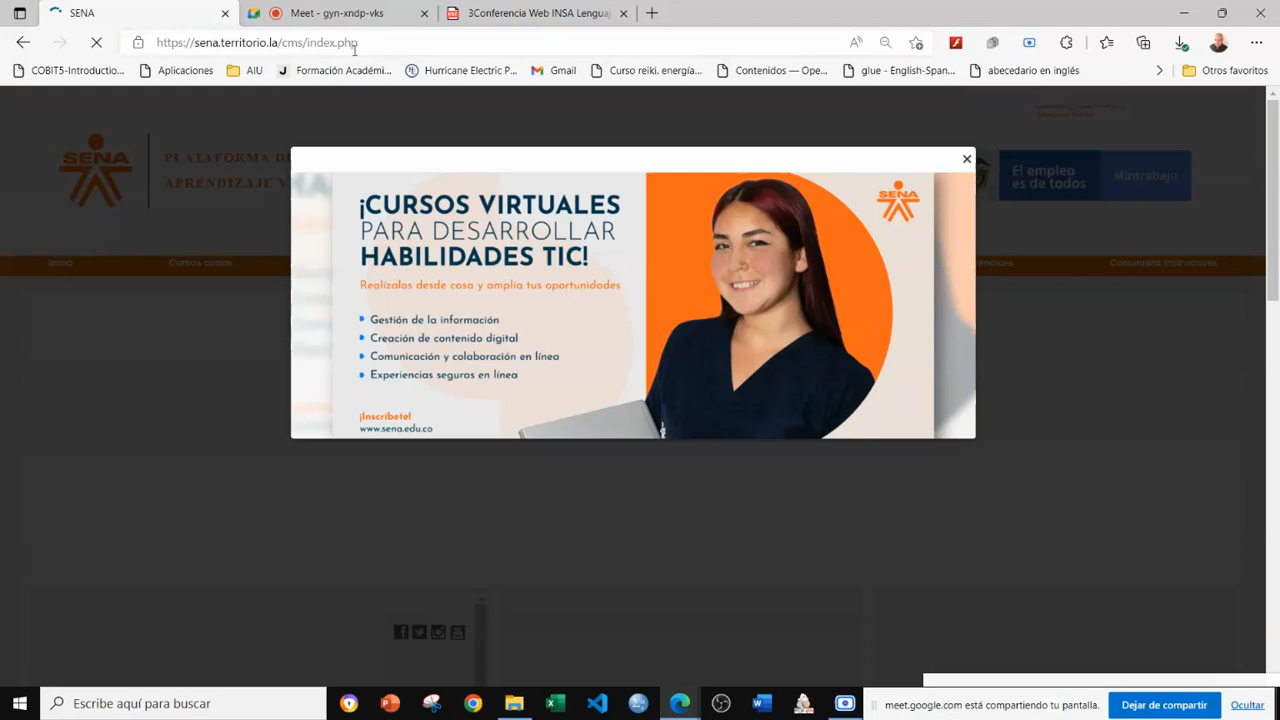 SENA
Meet - gyn-xndp-vks
3Conferencia Web INSA Lenguaj
https://sena.territorio.la/cms/index.php
COBIT5-Introductio...
Aplicaciones
AIU
Formación Académi...
Hurricane Electric P...
Gmail
Curso reiki. energía...
Contenidos — Ope...
glue - English-Span...
abecedario en inglés
Otros favoritos
SENA
PLATAFORMA DE
APRENDIZAJE Y
El empleo
es de todos
Mintrabajo
Inicio
Cursos cortos
Comunidad Instructores
¡CURSOS VIRTUALES
PARA DESARROLLAR
HABILIDADES TIC!
Realízalos desde casa y amplía tus oportunidades
Gestión de la información
Creación de contenido digital
Comunicación y colaboración en línea
Experiencias seguras en línea
¡Inscríbete!
www.sena.edu.co
SENA
Escribe aquí para buscar
meet.google.com está compartiendo tu pantalla.
Dejar de compartir
Ocultar